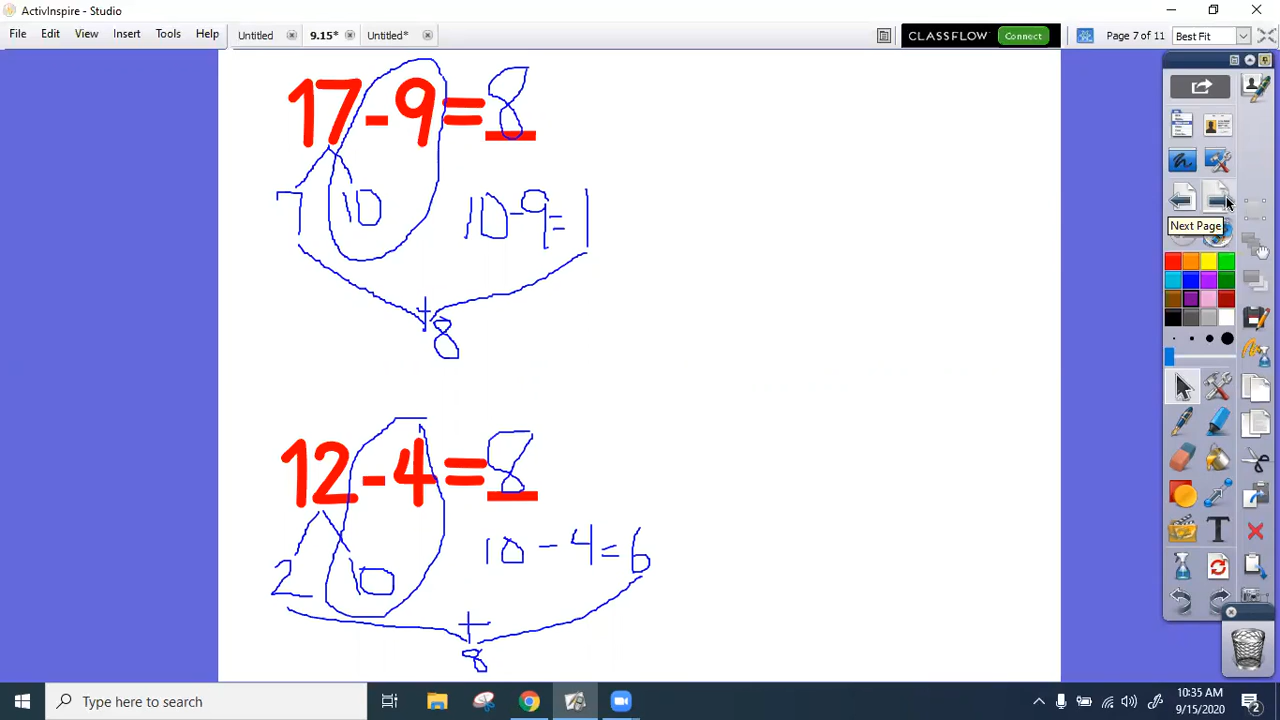 ActivInspire - Studio
File Edit View Insert Tools Help
Untitled 9.15* Untitled*
CLASSFLOW Connect
Page 7 of 11 Best Fit
17-9=8
7 10 10-9=1
+
8
Next Page
12-4=8
2 10 10-4=6
+
8
Type here to search
10:35 AM
9/15/2020
2